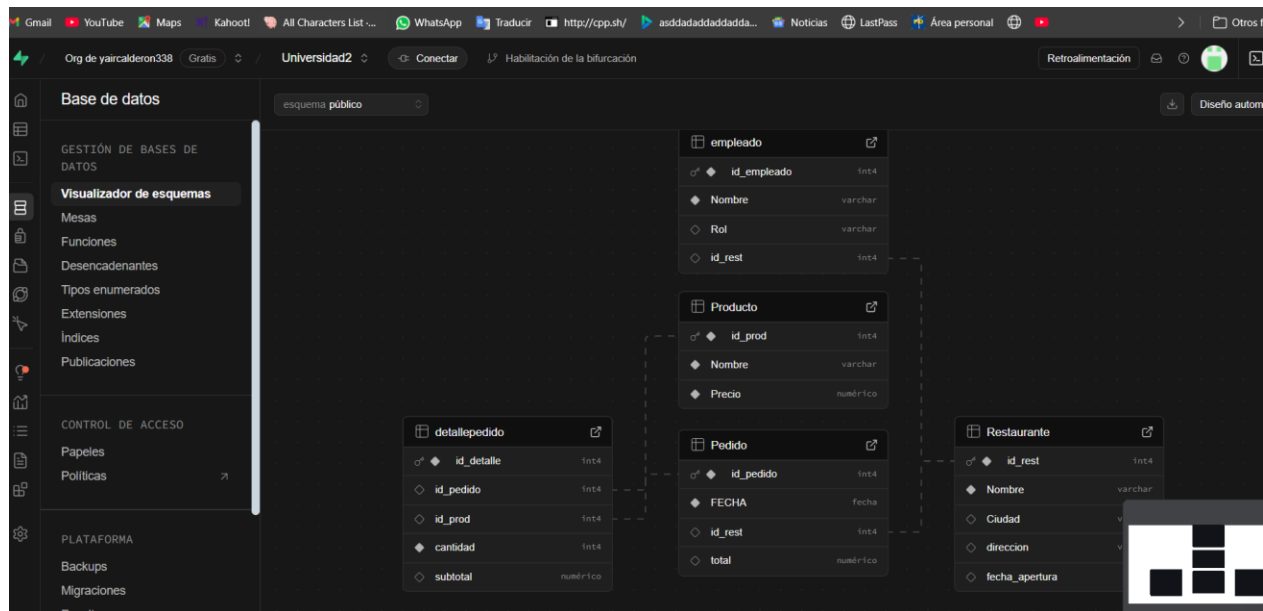 Gmail YouTube Maps Kahoot! All Characters List -... WhatsApp Traducir http://cpp.sh/ asddadaddaddadda... Noticias LastPass Área personal Otros f
Org de yaircalderon338 Gratis Universidad2 Conectar Habilitación de la bifurcación Retroalimentación
Base de datos
esquema público
Diseño autom
GESTIÓN DE BASES DE
DATOS
Visualizador de esquemas
Mesas
Funciones
Desencadenantes
Tipos enumerados
Extensiones
Índices
Publicaciones
CONTROL DE ACCESO
Papeles
Políticas
PLATAFORMA
Backups
Migraciones
empleado
id_empleado int4
Nombre varchar
Rol varchar
id_rest int4
Producto
id_prod int4
Nombre varchar
Precio numérico
detallepedido
id_detalle int4
id_pedido int4
id_prod int4
cantidad int4
subtotal numérico
Pedido
id_pedido int4
FECHA fecha
id_rest int4
total numérico
Restaurante
id_rest int4
Nombre varchar
Ciudad v
direccion v
fecha_apertura